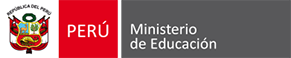 REPÚBLICA DEL PERÚ
PERÚ
Ministerio
de Educación